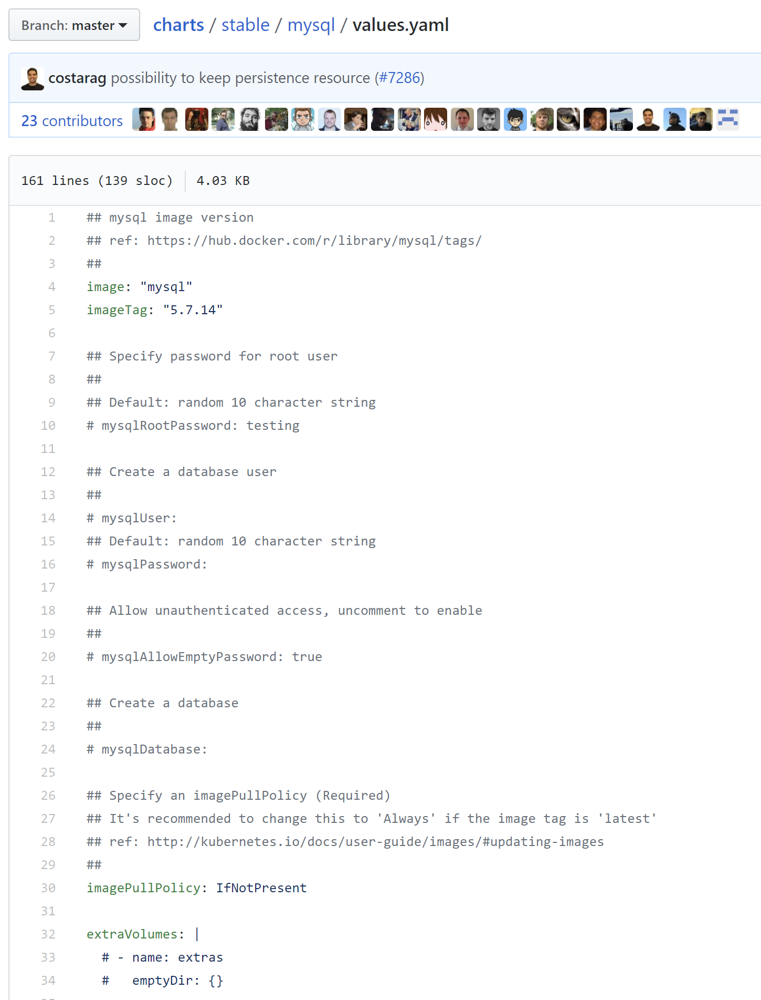 Branch: master charts / stable / mysql / values.yaml
costarag possibility to keep persistence resource (#7286)
23 contributors
161 lines (139 sloc) 4.03 KB
1 ## mysql image version
2 ## ref: https://hub.docker.com/r/library/mysql/tags/
3 ##
4 image: "mysql"
5 imageTag: "5.7.14"
6
7 ## Specify password for root user
8 ##
9 ## Default: random 10 character string
10 # mysqlRootPassword: testing
11
12 ## Create a database user
13 ##
14 # mysqlUser:
15 ## Default: random 10 character string
16 # mysqlPassword:
17
18 ## Allow unauthenticated access, uncomment to enable
19 ##
20 # mysqlAllowEmptyPassword: true
21
22 ## Create a database
23 ##
24 # mysqlDatabase:
25
26 ## Specify an imagePullPolicy (Required)
27 ## It's recommended to change this to 'Always' if the image tag is 'latest'
28 ## ref: http://kubernetes.io/docs/user-guide/images/#updating-images
29 ##
30 imagePullPolicy: IfNotPresent
31
32 extraVolumes: |
33   # - name: extras
34   #   emptyDir: {}